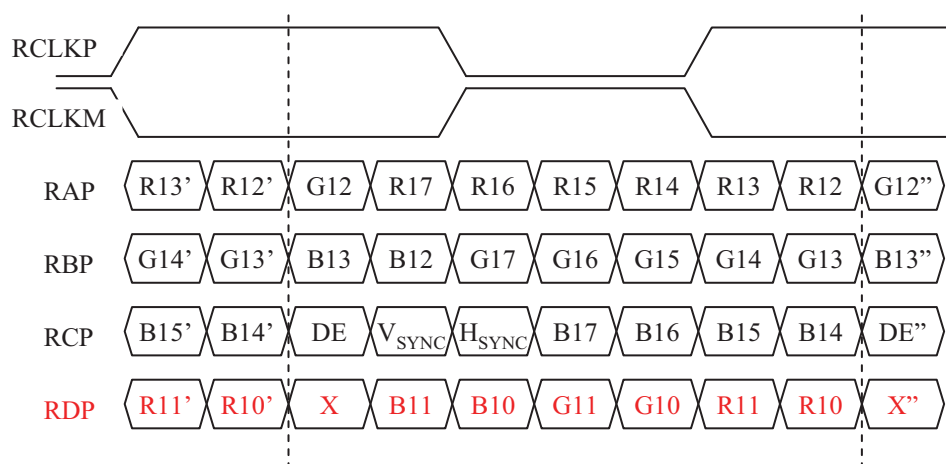 RCLKP
RCLKM
RAP R13’ R12’ G12 R17 R16 R15 R14 R13 R12 G12”
RBP G14’ G13’ B13 B12 G17 G16 G15 G14 G13 B13”
RCP B15’ B14’ DE VSYNC HSYNC B17 B16 B15 B14 DE”
RDP R11’ R10’ X B11 B10 G11 G10 R11 R10 X”